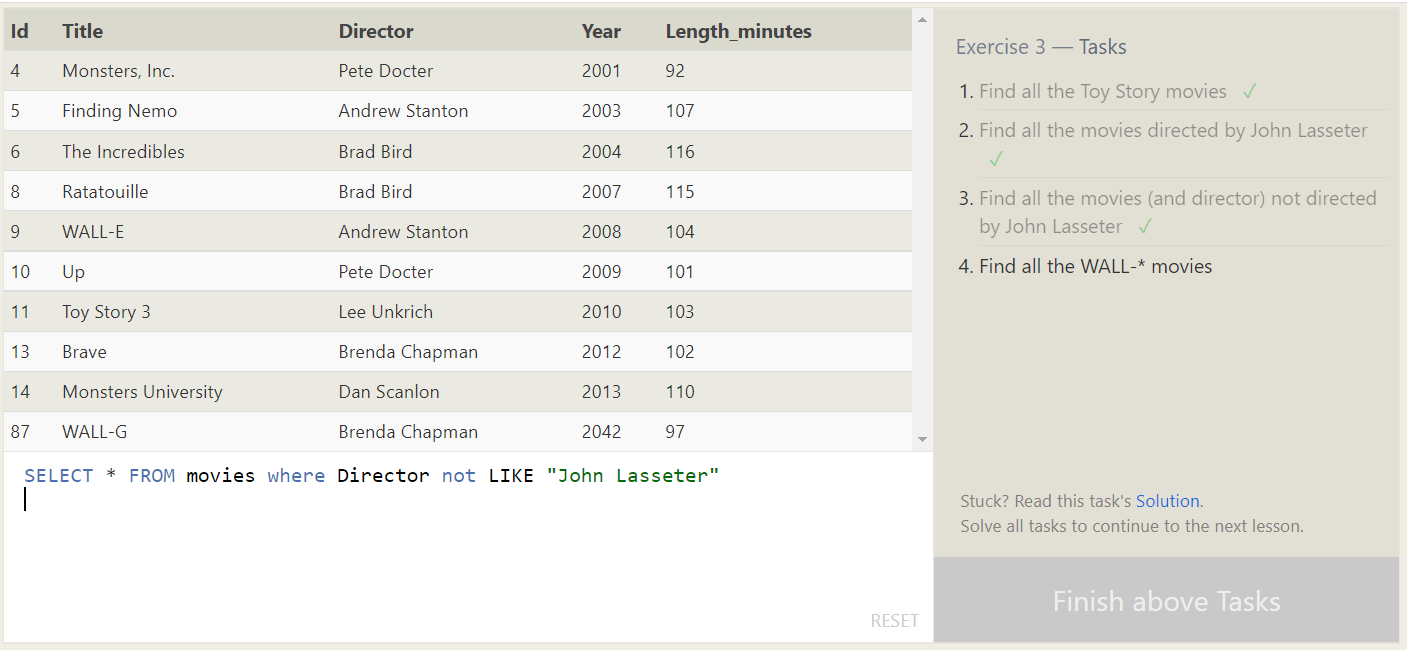 Id Title Director Year Length_minutes
4 Monsters, Inc. Pete Docter 2001 92
5 Finding Nemo Andrew Stanton 2003 107
6 The Incredibles Brad Bird 2004 116
8 Ratatouille Brad Bird 2007 115
9 WALL-E Andrew Stanton 2008 104
10 Up Pete Docter 2009 101
11 Toy Story 3 Lee Unkrich 2010 103
13 Brave Brenda Chapman 2012 102
14 Monsters University Dan Scanlon 2013 110
87 WALL-G Brenda Chapman 2042 97
SELECT * FROM movies where Director not LIKE "John Lasseter"
RESET
Exercise 3 — Tasks
1. Find all the Toy Story movies ✓
2. Find all the movies directed by John Lasseter
✓
3. Find all the movies (and director) not directed
by John Lasseter ✓
4. Find all the WALL-* movies
Stuck? Read this task's Solution.
Solve all tasks to continue to the next lesson.
Finish above Tasks